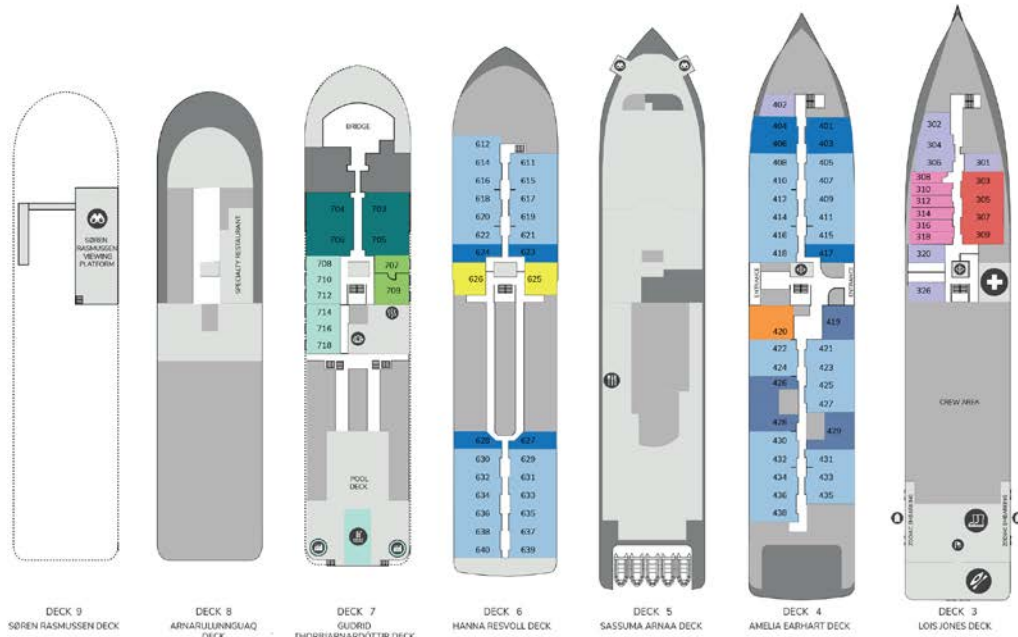 SØREN
RASMUSSEN
VIEWING
PLATFORM
DECK 9
SØREN RASMUSSEN DECK
SPECIALTY RESTAURANT
DECK 8
ARNARULUNNGUAQ
DECK
BRIDGE
704 703
706 705
708 707
710
712 709
714
716
718
POOL
DECK
DECK 7
GUDRID
THORBJARNARDÓTTIR DECK
612
614 611
616 615
618 617
620 619
622 621
624 623
626 625
628 627
630 629
632 631
634 633
636 635
638 637
640 639
DECK 6
HANNA RESVOLL DECK
DECK 5
SASSUMA ARNAA DECK
402
404 401
406 403
408 405
410 407
412 409
414 411
416 415
418 417
ENTRANCE ENTRANCE
420 419
422 421
424 423
426 425
427
428 429
430
432 431
434 433
436 435
438
DECK 4
AMELIA EARHART DECK
302
304
306 301
308 303
310
312 305
314
316 307
318 309
320
326
CREW AREA
ZODIAC EMBARKING ZODIAC EMBARKING
DECK 3
LOIS JONES DECK